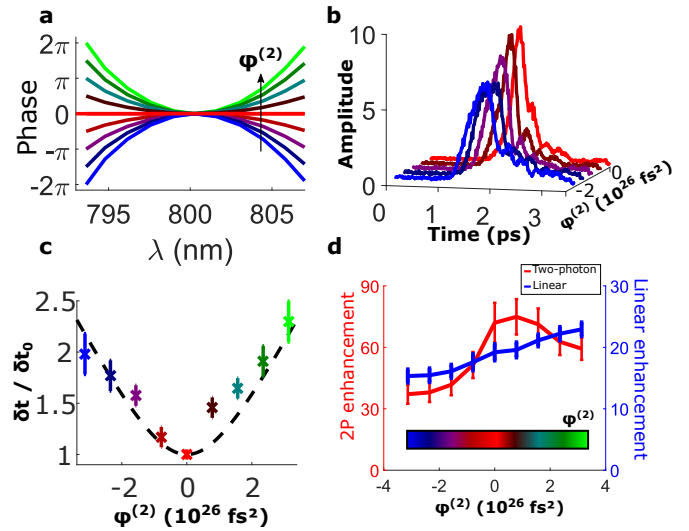 a
2π
π
0
-π
-2π
Phase
φ(2)
795
800
805
λ (nm)
b
10
5
0
Amplitude
0
1
2
3
Time (ps)
-2
0
φ(2) (10²⁶ fs²)
c
2.5
2
1.5
1
δt / δt₀
-2
0
2
φ(2) (10²⁶ fs²)
d
Two-photon
Linear
90
60
30
0
2P enhancement
30
20
10
0
Linear enhancement
φ(2)
-4
-2
0
2
4
φ(2) (10²⁶ fs²)